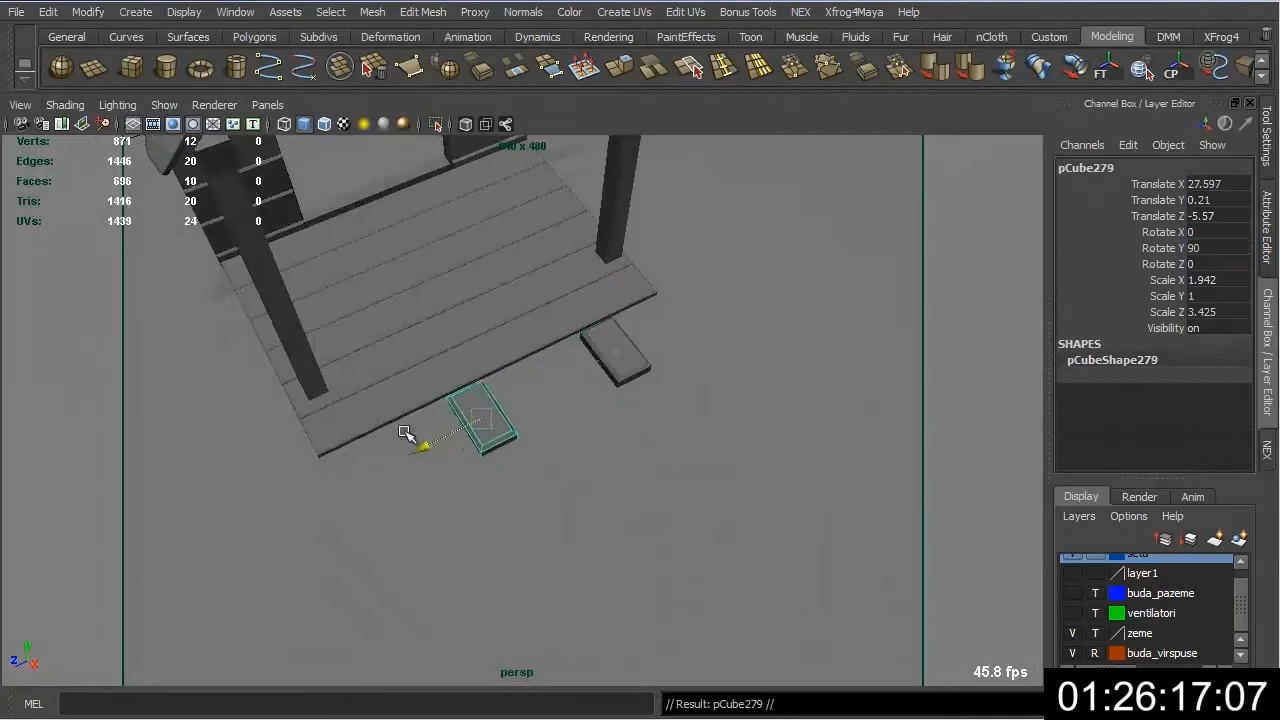 File Edit Modify Create Display Window Assets Select Mesh Edit Mesh Proxy Normals Color Create UVs Edit UVs Bonus Tools NEX Xfrog4Maya Help
General Curves Surfaces Polygons Subdivs Deformation Animation Dynamics Rendering PaintEffects Toon Muscle Fluids Fur Hair nCloth Custom Modeling DMM XFrog4
FT CP
View Shading Lighting Show Renderer Panels
Channel Box / Layer Editor
Channels Edit Object Show
pCube279
Translate X 27.597
Translate Y 0.21
Translate Z -5.57
Rotate X 0
Rotate Y 90
Rotate Z 0
Scale X 1.942
Scale Y 1
Scale Z 3.425
Visibility on
SHAPES
pCubeShape279
Tool Settings
Attribute Editor
Channel Box / Layer Editor
NEX
Verts: 871 12 0
Edges: 1446 20 0
Faces: 696 10 0
Tris: 1416 20 0
UVs: 1439 24 0
Display Render Anim
Layers Options Help
layer1
T buda_pazeme
T ventilatori
V T zeme
V R buda_virspuse
y
z
x
persp
45.8 fps
MEL
// Result: pCube279 //
01:26:17:07